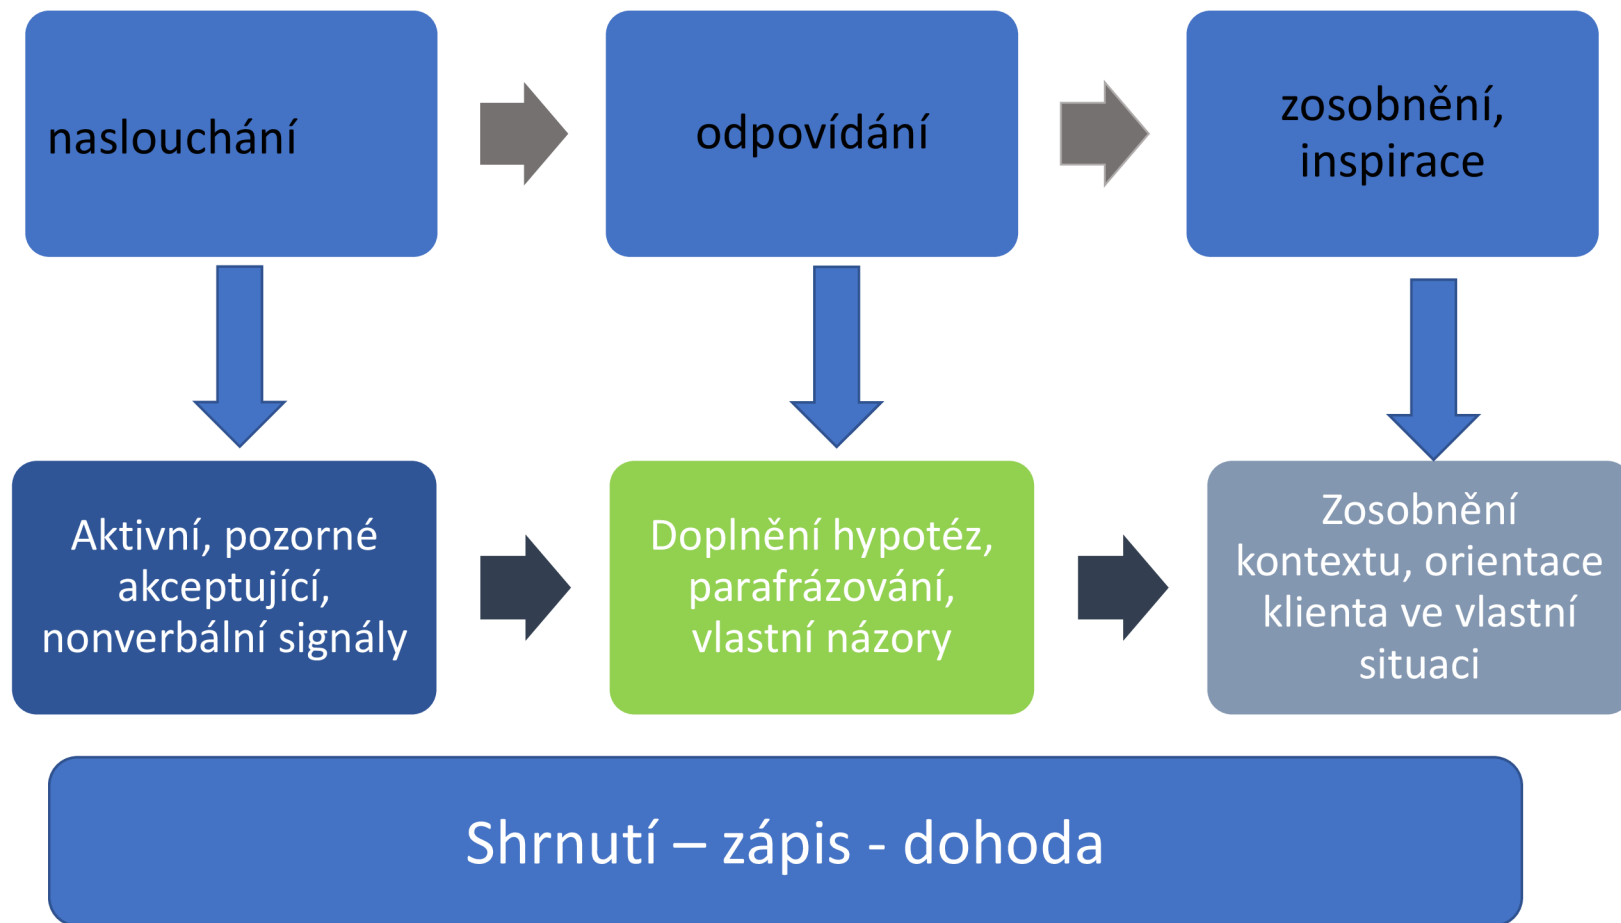 naslouchání
odpovídání
zosobnění,
inspirace
Aktivní, pozorné
akceptující,
nonverbální signály
Doplnění hypotéz,
parafrázování,
vlastní názory
Zosobnění
kontextu, orientace
klienta ve vlastní
situaci
Shrnutí – zápis - dohoda